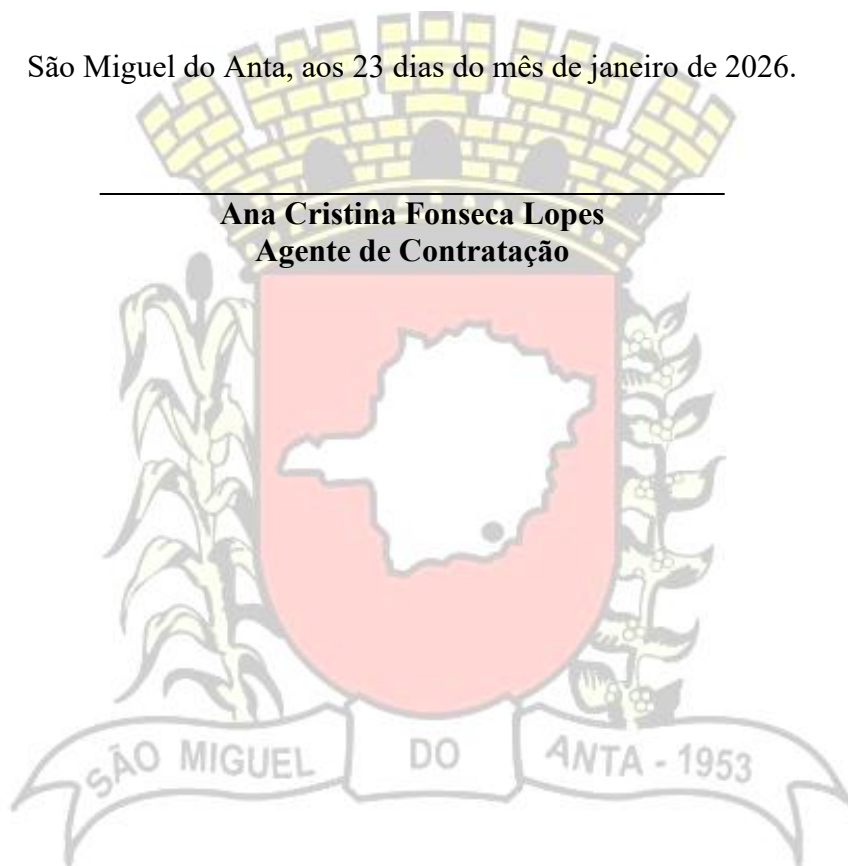 São Miguel do Anta, aos 23 dias do mês de janeiro de 2026.
Ana Cristina Fonseca Lopes
Agente de Contratação
SÃO MIGUEL DO ANTA - 1953